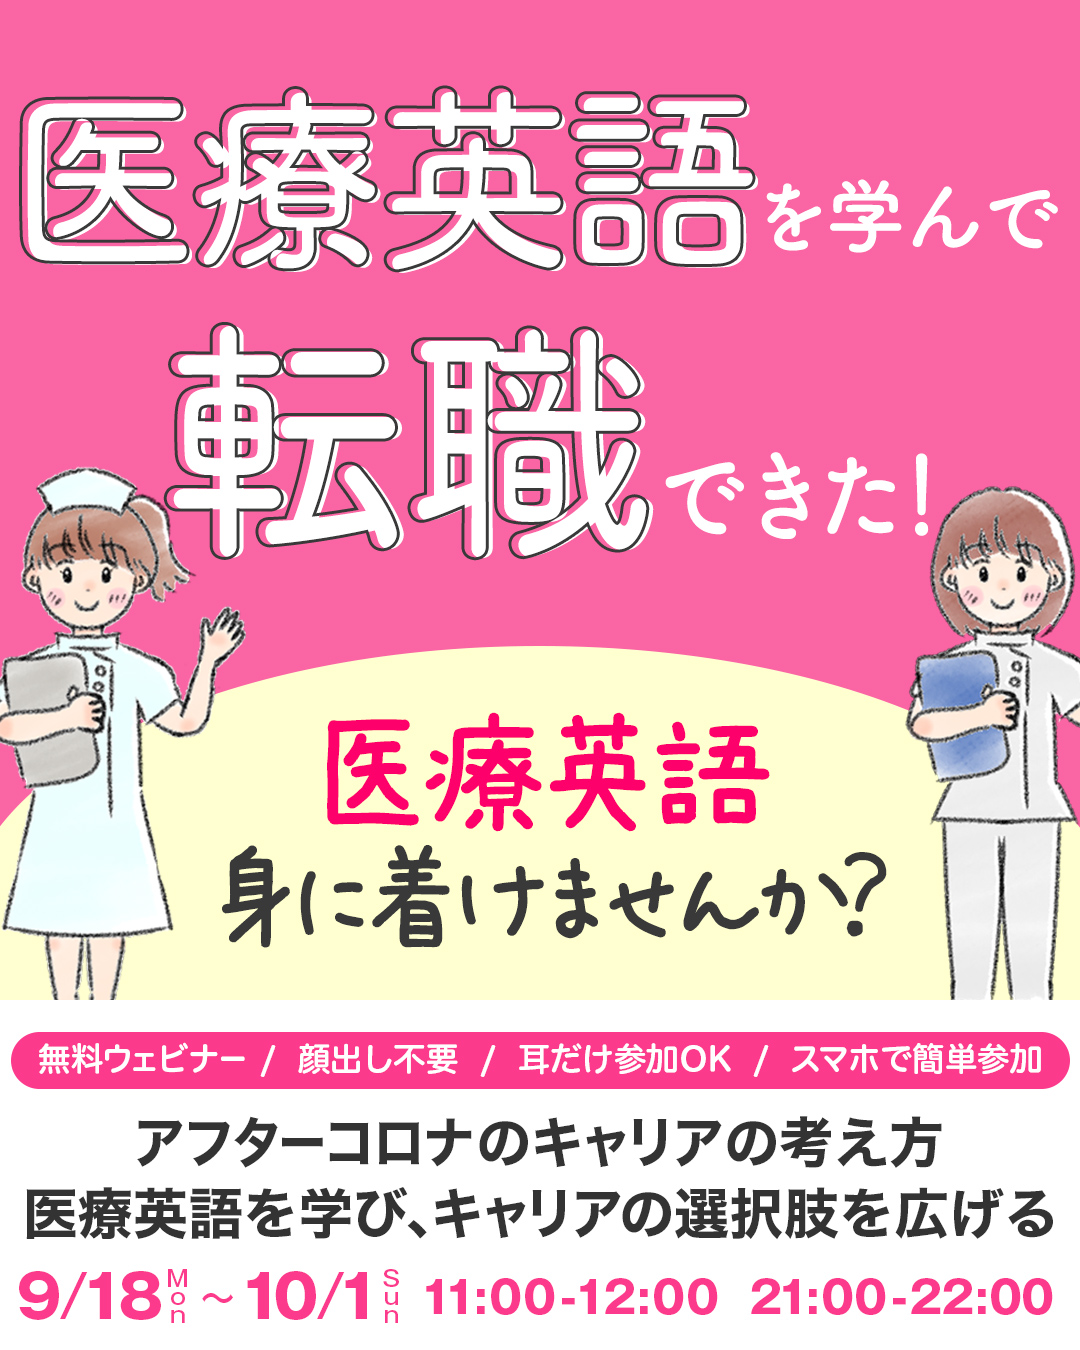 医療英語を学んで
転職できた!
医療英語
身に着けませんか?
無料ウェビナー / 顔出し不要 / 耳だけ参加OK / スマホで簡単参加
アフターコロナのキャリアの考え方
医療英語を学び、キャリアの選択肢を広げる
9/18 Mon ～ 10/1 Sun 11:00-12:00 21:00-22:00